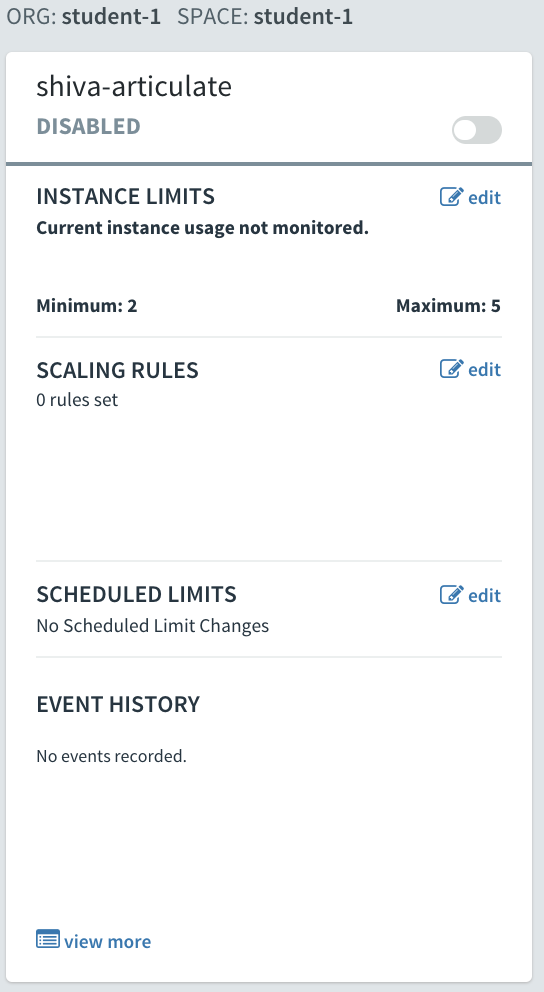 ORG: student-1 SPACE: student-1
shiva-articulate
DISABLED
INSTANCE LIMITS edit
Current instance usage not monitored.
Minimum: 2 Maximum: 5
SCALING RULES edit
0 rules set
SCHEDULED LIMITS edit
No Scheduled Limit Changes
EVENT HISTORY
No events recorded.
view more